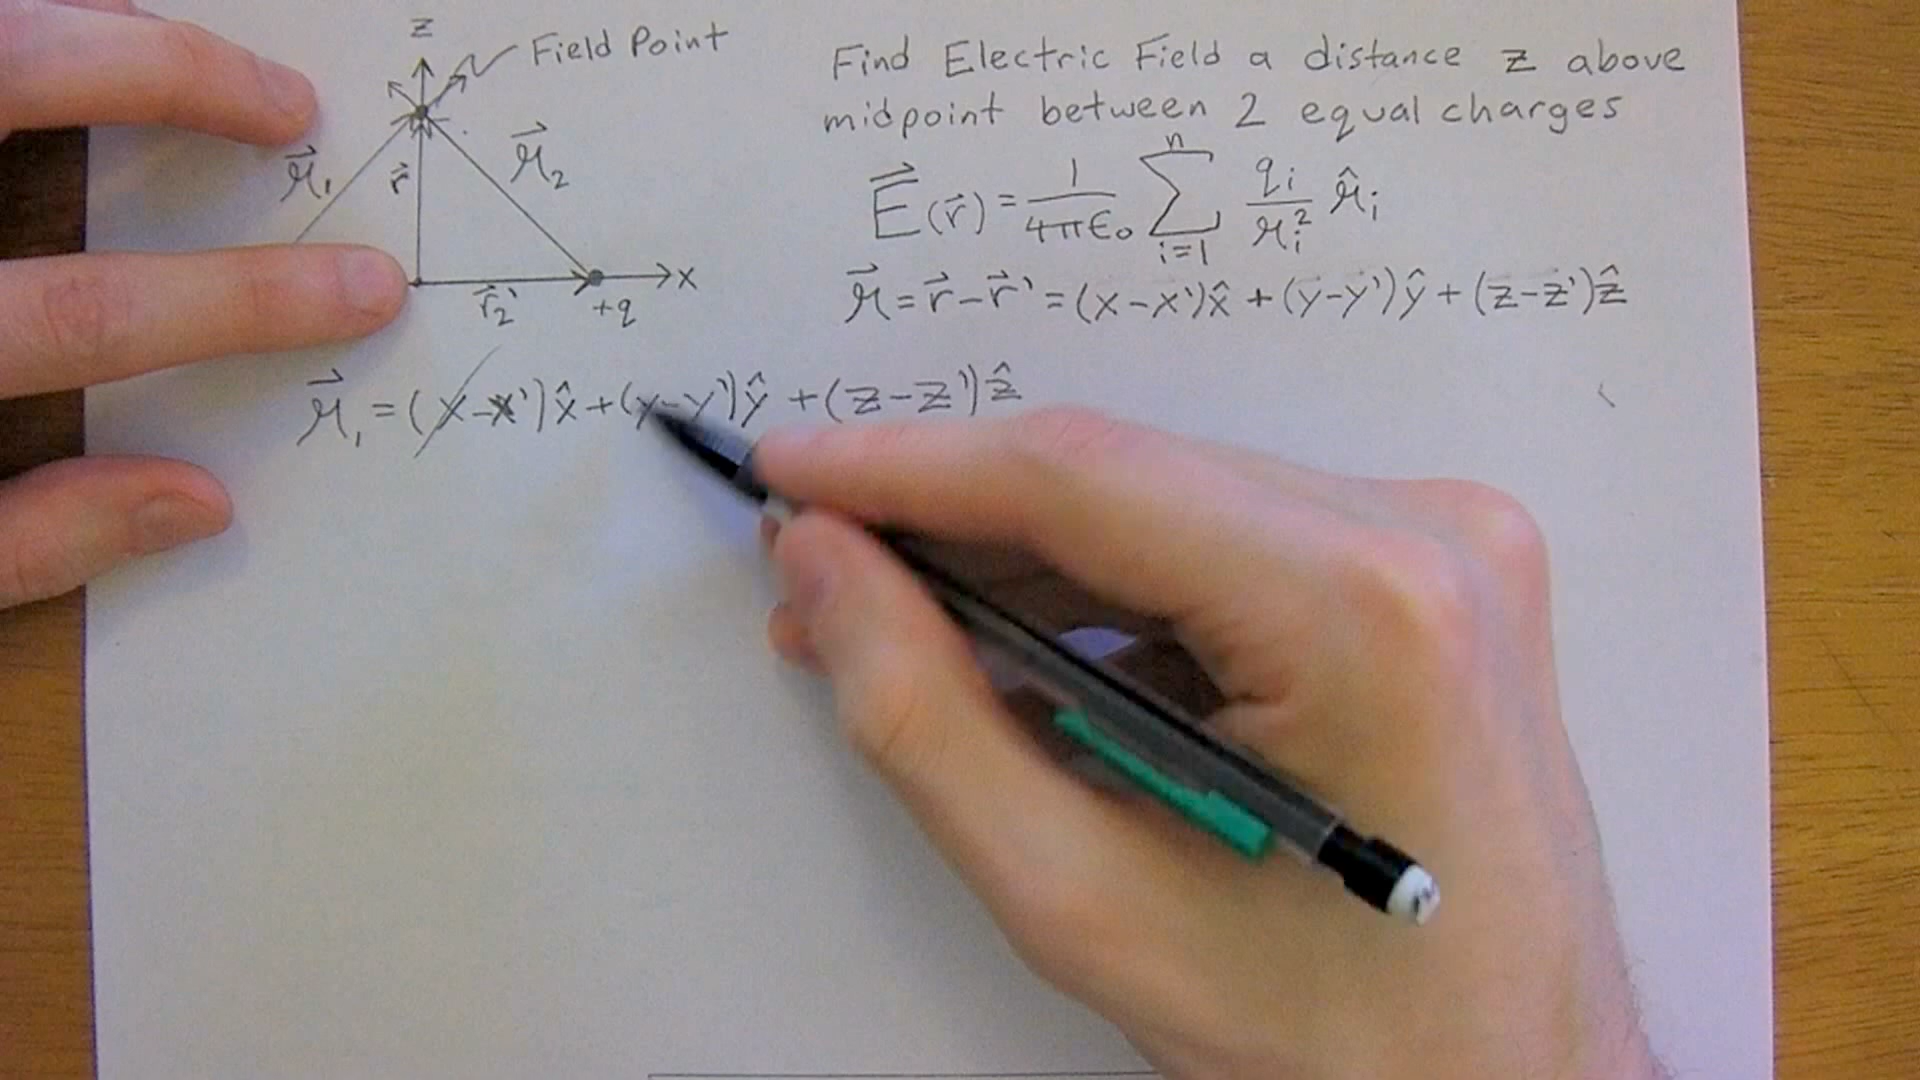 z
Field Point
Find Electric Field a distance z above
midpoint between 2 equal charges
𝓇⃗₁
r⃗
𝓇⃗₂
E⃗(r⃗) = 1/4πϵ₀ Σ_{i=1}^{n} qᵢ/𝓇ᵢ² 𝓇̂ᵢ
r⃗₂'
+q
x
𝓇⃗ = r⃗ - r⃗' = (x-x')x̂ + (y-y')ŷ + (z-z')ẑ
𝓇⃗₁ = (x-x')x̂ + (y-y')ŷ + (z-z')ẑ